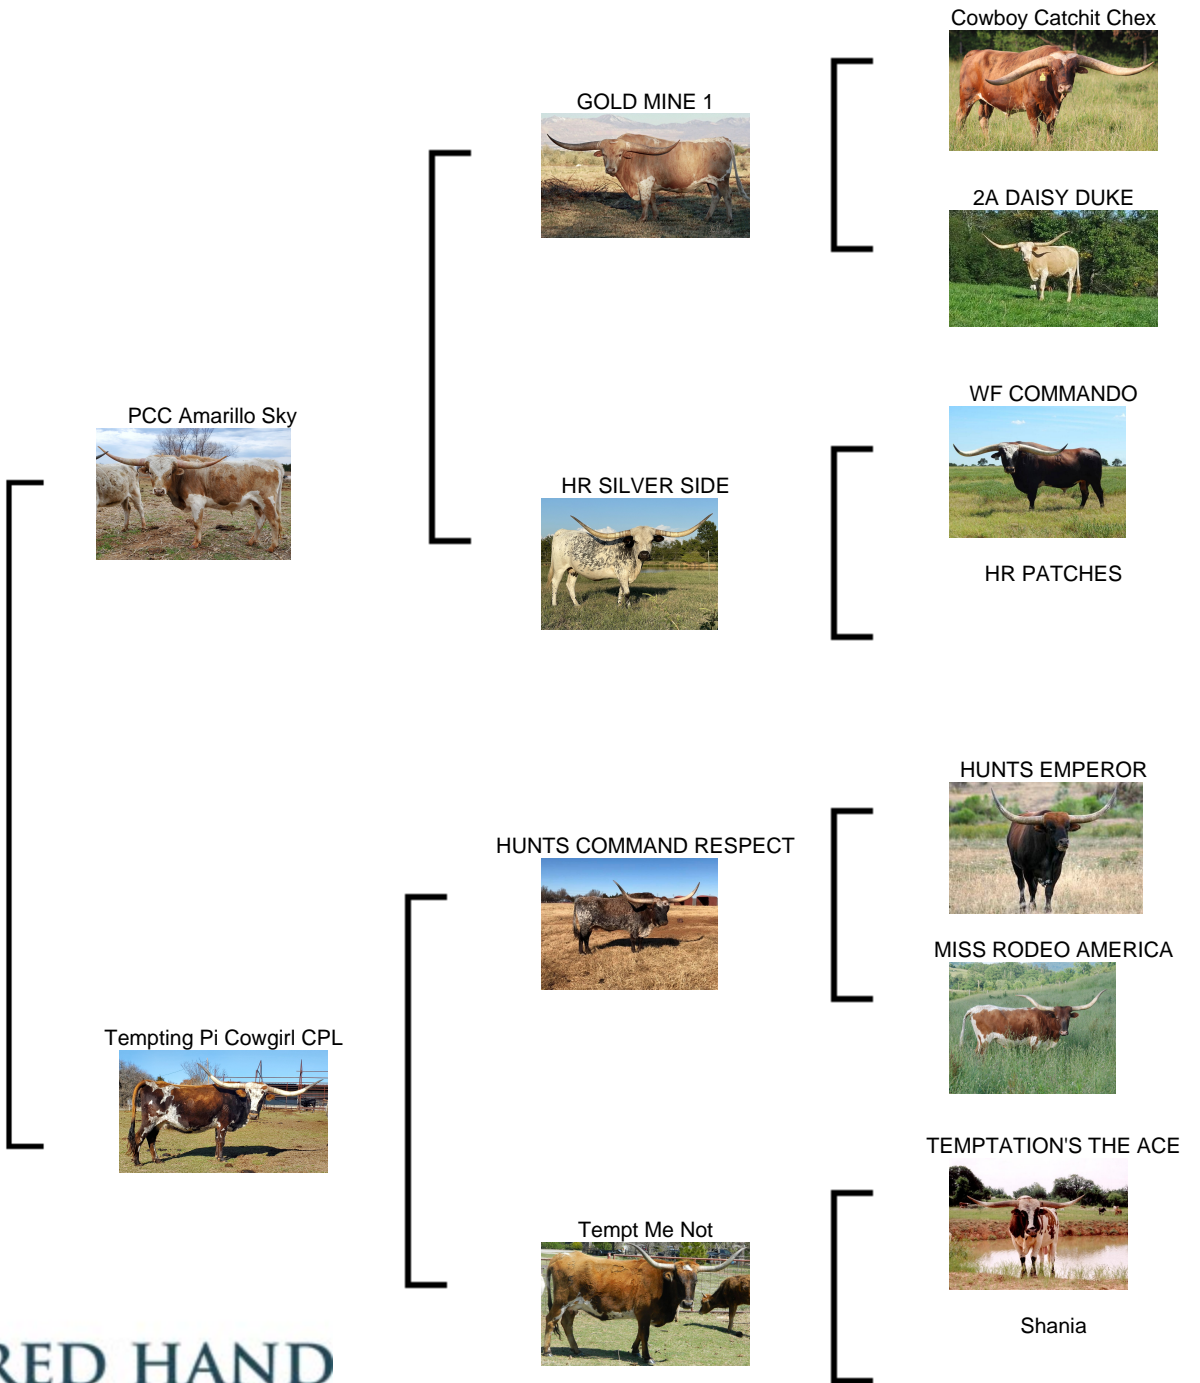 Cowboy Catchit Chex
GOLD MINE 1
2A DAISY DUKE
PCC Amarillo Sky
WF COMMANDO
HR SILVER SIDE
HR PATCHES
HUNTS EMPEROR
HUNTS COMMAND RESPECT
MISS RODEO AMERICA
Tempting Pi Cowgirl CPL
TEMPTATION'S THE ACE
Tempt Me Not
Shania
RED HAND